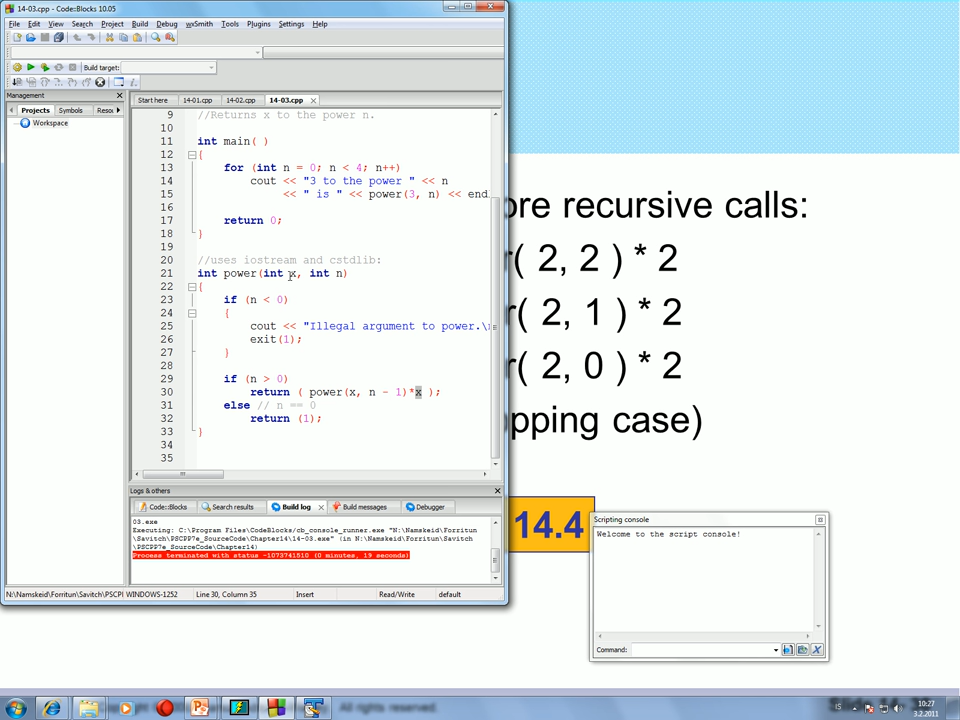 14-03.cpp - Code::Blocks 10.05
File Edit View Search Project Build Debug wxSmith Tools Plugins Settings Help
Build target:
Management
Projects Symbols Resou
Workspace
Start here 14-01.cpp 14-02.cpp 14-03.cpp
9 //Returns x to the power n.
10
11 int main( )
12 {
13 for (int n = 0; n < 4; n++)
14 cout << "3 to the power " << n
15 << " is " << power(3, n) << end
16
17 return 0;
18 }
19
20 //uses iostream and cstdlib:
21 int power(int x, int n)
22 {
23 if (n < 0)
24 {
25 cout << "Illegal argument to power.\n
26 exit(1);
27 }
28
29 if (n > 0)
30 return ( power(x, n - 1)*x );
31 else // n == 0
32 return (1);
33 }
34
35
Logs & others
Code::Blocks Search results Build log Build messages Debugger
03.exe
Executing: C:\Program Files\CodeBlocks/cb_console_runner.exe "N:\Namskeid\Forritun
\Savitch\PSCPP7e_SourceCode\Chapter14\14-03.exe" (in N:\Namskeid\Forritun\Savitch
\PSCPP7e_SourceCode\Chapter14)
Process terminated with status -1073741510 (0 minutes, 19 seconds)
N:\Namskeid\Forritun\Savitch\PSCPI WINDOWS-1252 Line 30, Column 35 Insert Read/Write default
ore recursive calls:
r( 2, 2 ) * 2
r( 2, 1 ) * 2
r( 2, 0 ) * 2
opping case)
14.4
Scripting console
Welcome to the script console!
Command:
All rights reserved.
IS
10:27
3.2.2011